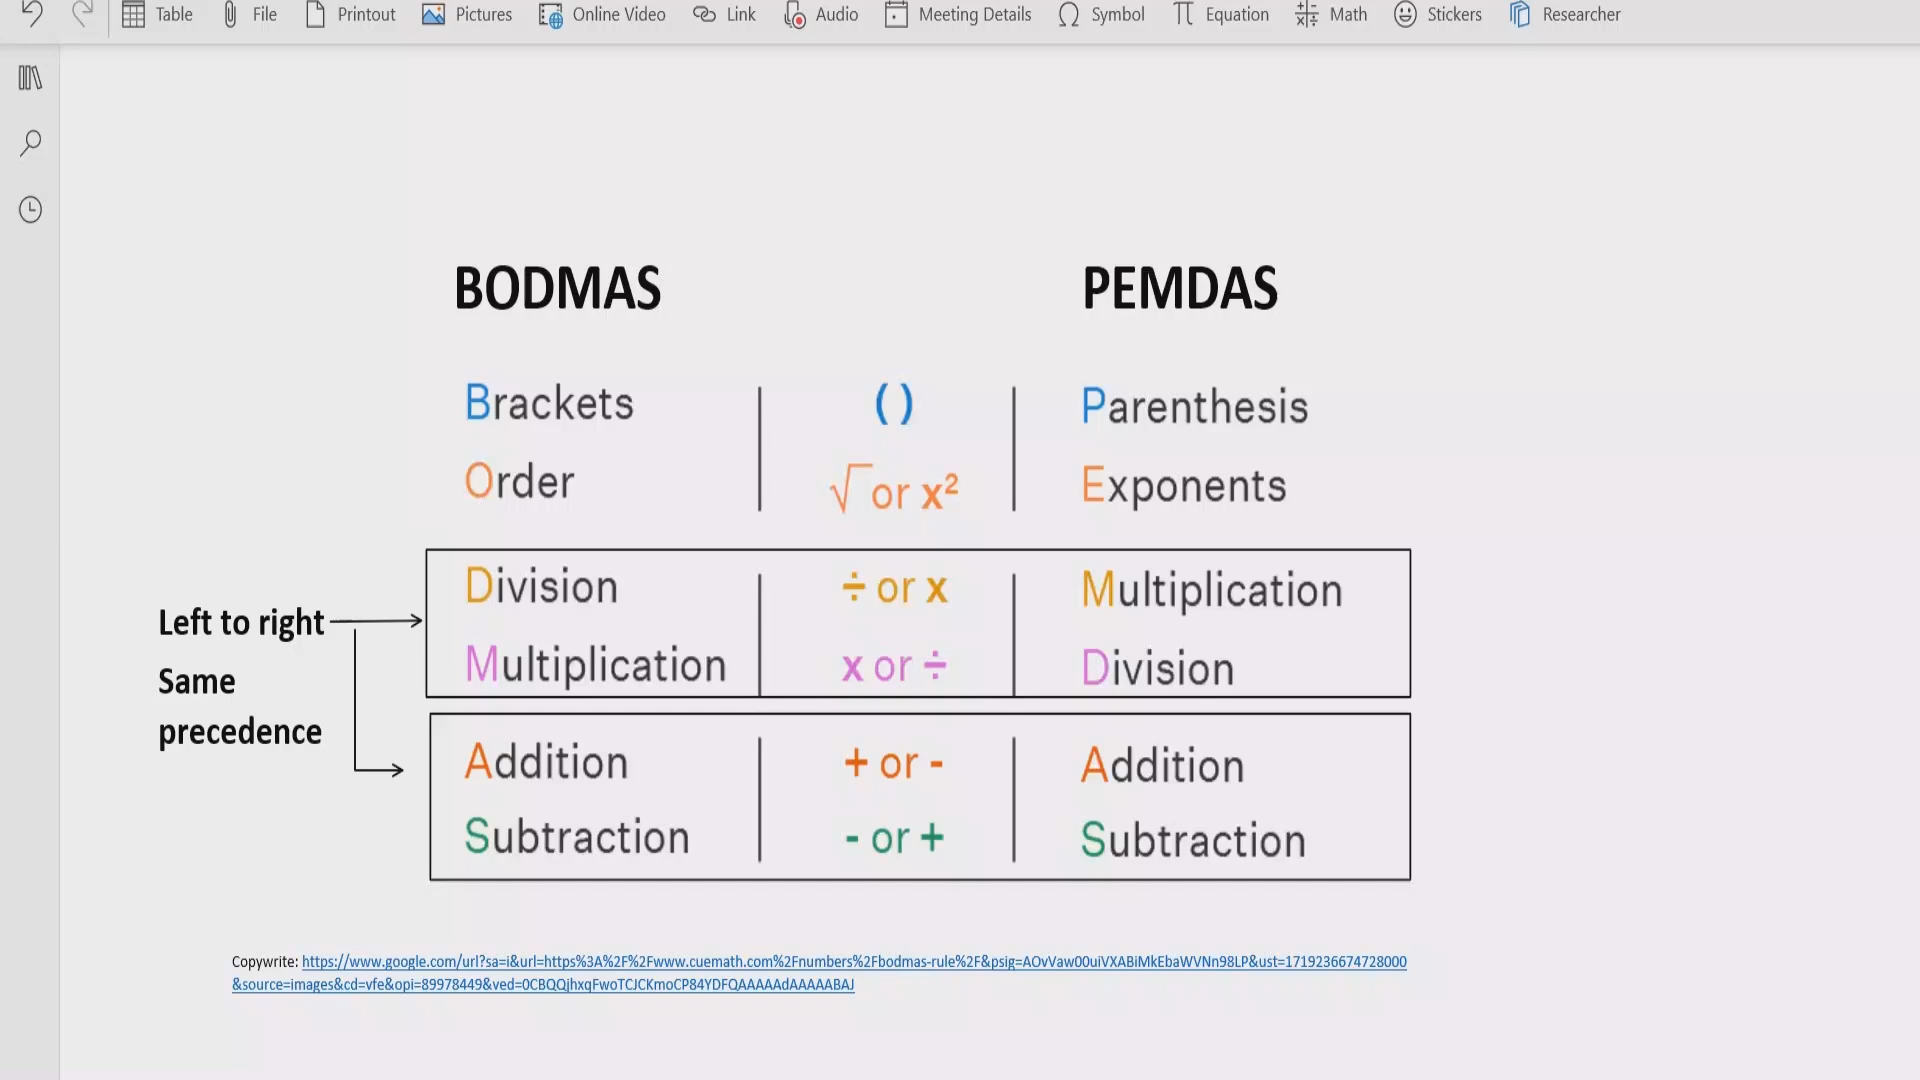 Table File Printout Pictures Online Video Link Audio Meeting Details Symbol Equation Math Stickers Researcher
BODMAS PEMDAS
Brackets ( ) Parenthesis
Order √ or x² Exponents
Division ÷ or x Multiplication
Left to right
Multiplication x or ÷ Division
Same
precedence
Addition + or - Addition
Subtraction - or + Subtraction
Copywrite: https://www.google.com/url?sa=i&url=https%3A%2F%2Fwww.cuemath.com%2Fnumbers%2Fbodmas-rule%2F&psig=AOvVaw00uiVXABiMkEbaWVNn98LP&ust=1719236674728000
&source=images&cd=vfe&opi=89978449&ved=0CBQQjhxqFwoTCJCKmoCP84YDFQAAAAAdAAAAABAJ